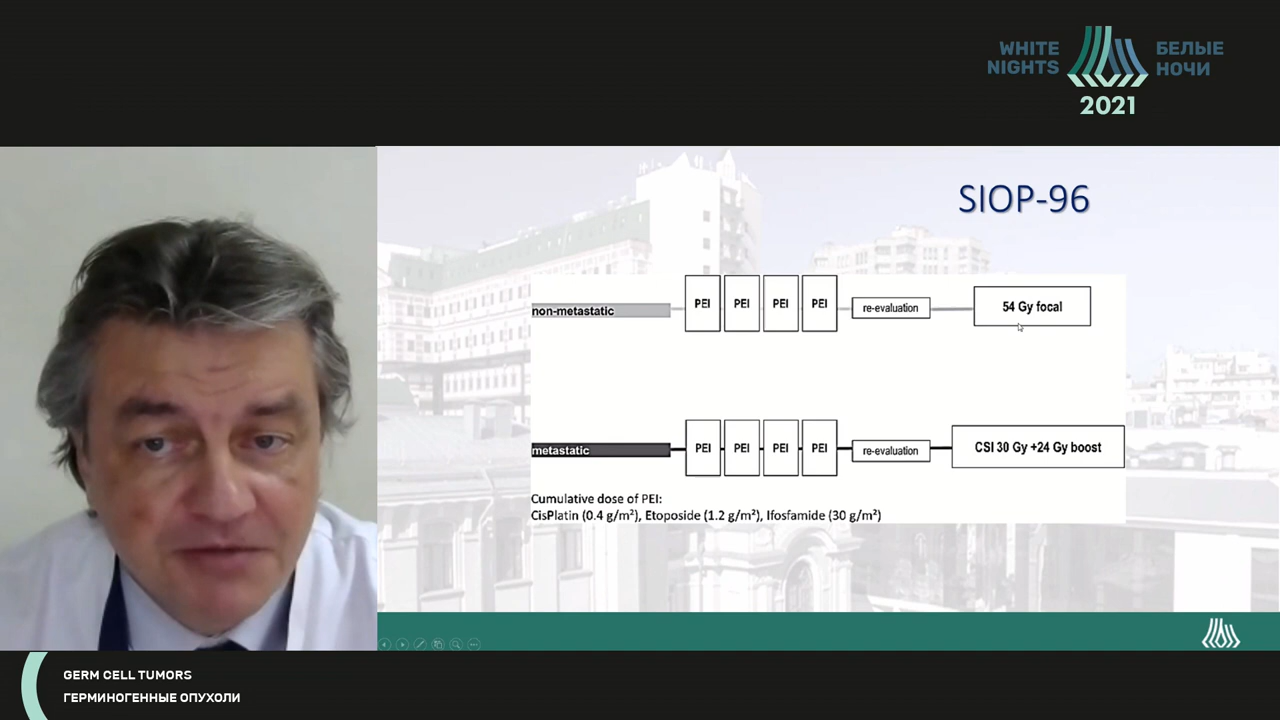 WHITE
NIGHTS
БЕЛЫЕ
НОЧИ
2021
SIOP-96
non-metastatic
PEI PEI PEI PEI
re-evaluation
54 Gy focal
metastatic
PEI PEI PEI PEI
re-evaluation
CSI 30 Gy +24 Gy boost
Cumulative dose of PEI:
CisPlatin (0.4 g/m²), Etoposide (1.2 g/m²), Ifosfamide (30 g/m²)
GERM CELL TUMORS
ГЕРМИНОГЕННЫЕ ОПУХОЛИ